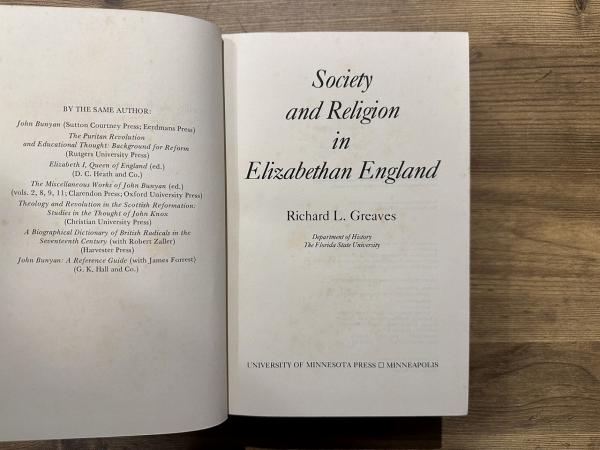 BY THE SAME AUTHOR:
John Bunyan (Sutton Courtney Press; Eerdmans Press)
The Puritan Revolution
and Educational Thought: Background for Reform
(Rutgers University Press)
Elizabeth I, Queen of England (ed.)
(D. C. Heath and Co.)
The Miscellaneous Works of John Bunyan (ed.)
(vols. 2, 8, 9, 11; Clarendon Press; Oxford University Press)
Theology and Revolution in the Scottish Reformation:
Studies in the Thought of John Knox
(Christian University Press)
A Biographical Dictionary of British Radicals in the
Seventeenth Century (with Robert Zaller)
(Harvester Press)
John Bunyan: A Reference Guide (with James Forrest)
(G. K. Hall and Co.)
Society
and Religion
in
Elizabethan England
Richard L. Greaves
Department of History
The Florida State University
UNIVERSITY OF MINNESOTA PRESS □ MINNEAPOLIS